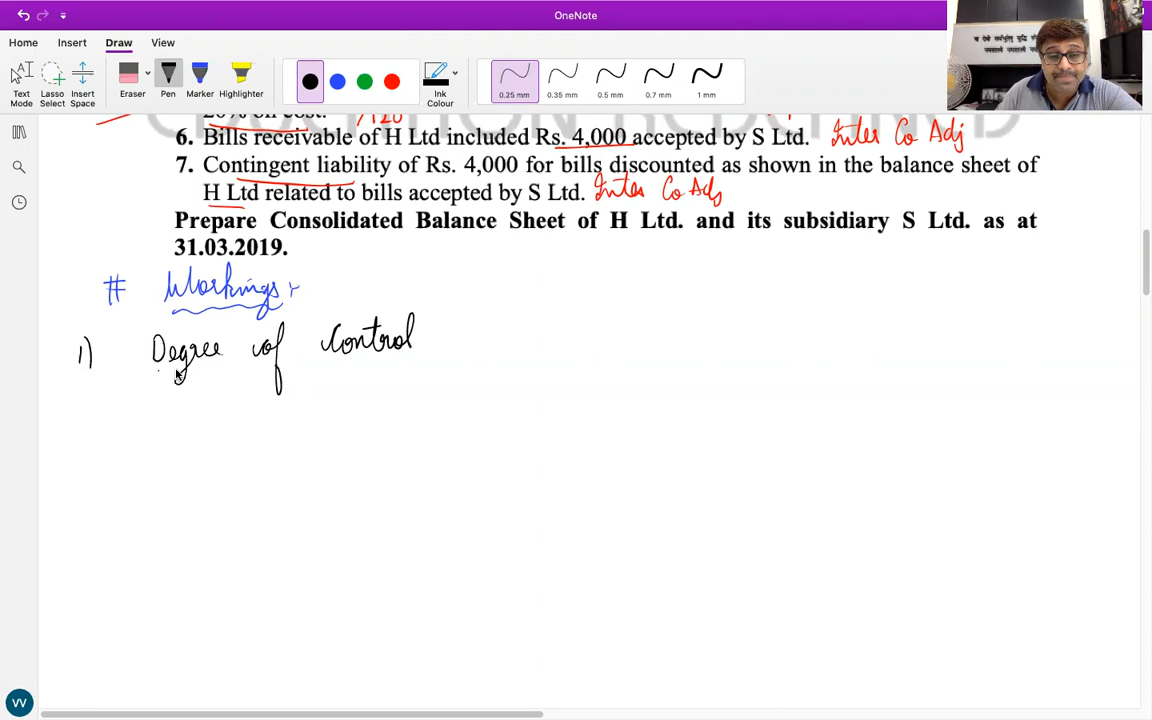 OneNote
Home Insert Draw View
Text Mode
Lasso Select
Insert Space
Eraser
Pen
Marker
Highlighter
0.25 mm
0.35 mm
0.5 mm
0.7 mm
1 mm
Ink Colour
20% on cost. /120
6. Bills receivable of H Ltd included Rs. 4,000 accepted by S Ltd. Inter Co Adj
7. Contingent liability of Rs. 4,000 for bills discounted as shown in the balance sheet of
H Ltd related to bills accepted by S Ltd. Inter Co Adj
Prepare Consolidated Balance Sheet of H Ltd. and its subsidiary S Ltd. as at
31.03.2019.
# Workings:
1) Degree of Control
VV